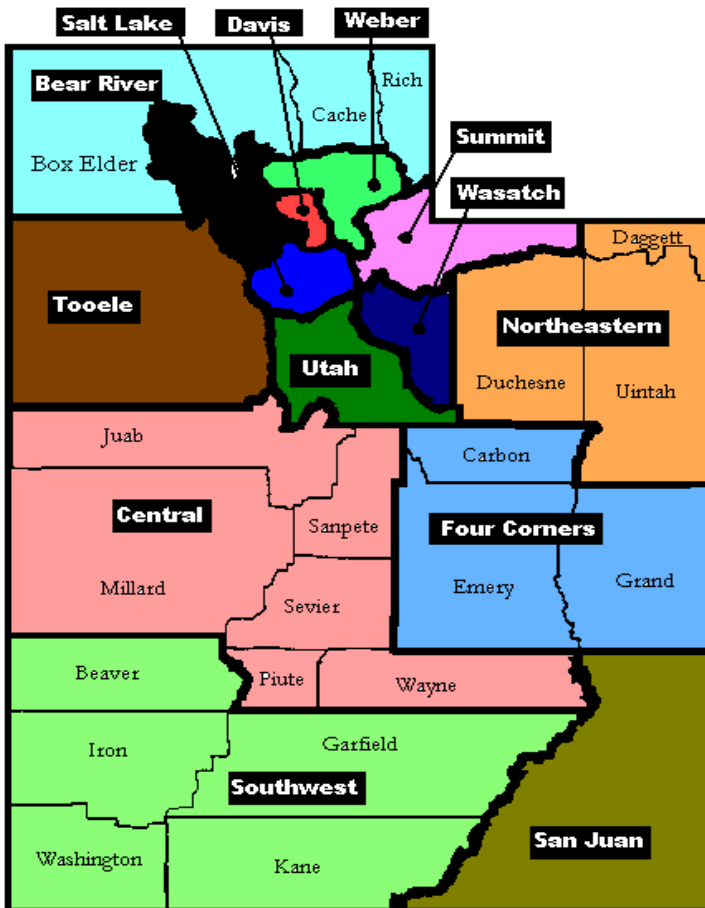 Salt Lake
Davis
Weber
Bear River
Rich
Cache
Summit
Box Elder
Wasatch
Daggett
Tooele
Northeastern
Utah
Duchesne
Uintah
Juab
Carbon
Central
Sanpete
Four Corners
Millard
Emery
Grand
Sevier
Beaver
Piute
Wayne
Iron
Garfield
Southwest
San Juan
Washington
Kane